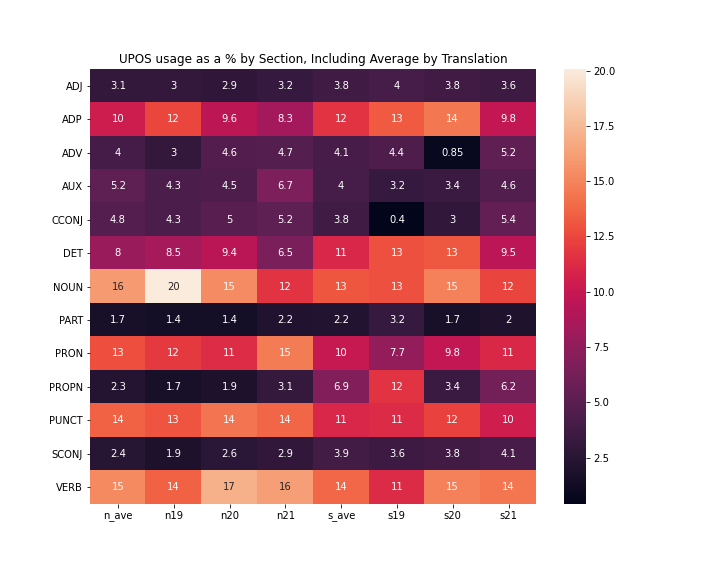 UPOS usage as a % by Section, Including Average by Translation
ADJ 3.1 3 2.9 3.2 3.8 4 3.8 3.6
ADP 10 12 9.6 8.3 12 13 14 9.8
ADV 4 3 4.6 4.7 4.1 4.4 0.85 5.2
AUX 5.2 4.3 4.5 6.7 4 3.2 3.4 4.6
CCONJ 4.8 4.3 5 5.2 3.8 0.4 3 5.4
DET 8 8.5 9.4 6.5 11 13 13 9.5
NOUN 16 20 15 12 13 13 15 12
PART 1.7 1.4 1.4 2.2 2.2 3.2 1.7 2
PRON 13 12 11 15 10 7.7 9.8 11
PROPN 2.3 1.7 1.9 3.1 6.9 12 3.4 6.2
PUNCT 14 13 14 14 11 11 12 10
SCONJ 2.4 1.9 2.6 2.9 3.9 3.6 3.8 4.1
VERB 15 14 17 16 14 11 15 14
n_ave n19 n20 n21 s_ave s19 s20 s21
20.0
17.5
15.0
12.5
10.0
7.5
5.0
2.5